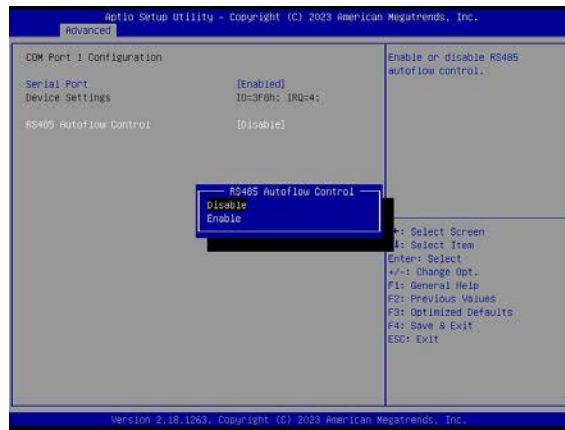 Aptio Setup Utility - Copyright (C) 2023 American Megatrends, Inc.
Advanced
COM Port 1 Configuration
Serial Port [Enabled]
Device Settings IO=3F8h; IRQ=4;
RS485 Autoflow Control [Disable]
Enable or disable RS485
autoflow control.
RS485 Autoflow Control
Disable
Enable
: Select Screen
: Select Item
Enter: Select
+/-: Change Opt.
F1: General Help
F2: Previous Values
F3: Optimized Defaults
F4: Save & Exit
ESC: Exit
Version 2.18.1263. Copyright (C) 2023 American Megatrends, Inc.